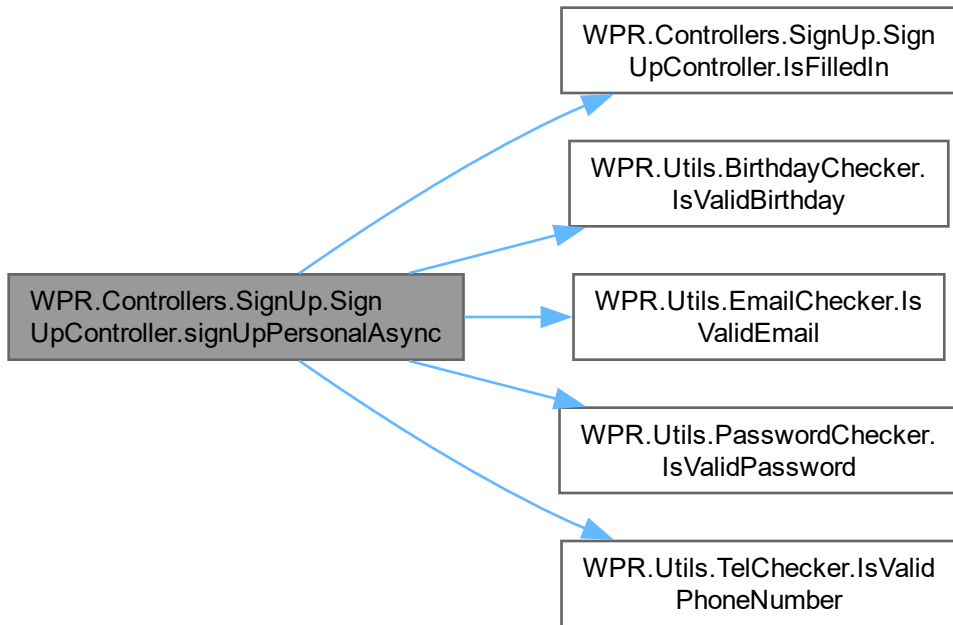 WPR.Controllers.SignUp.Sign
UpController.IsFilledIn
WPR.Utils.BirthdayChecker.
IsValidBirthday
WPR.Controllers.SignUp.Sign
UpController.signUpPersonalAsync
WPR.Utils.EmailChecker.Is
ValidEmail
WPR.Utils.PasswordChecker.
IsValidPassword
WPR.Utils.TelChecker.IsValid
PhoneNumber